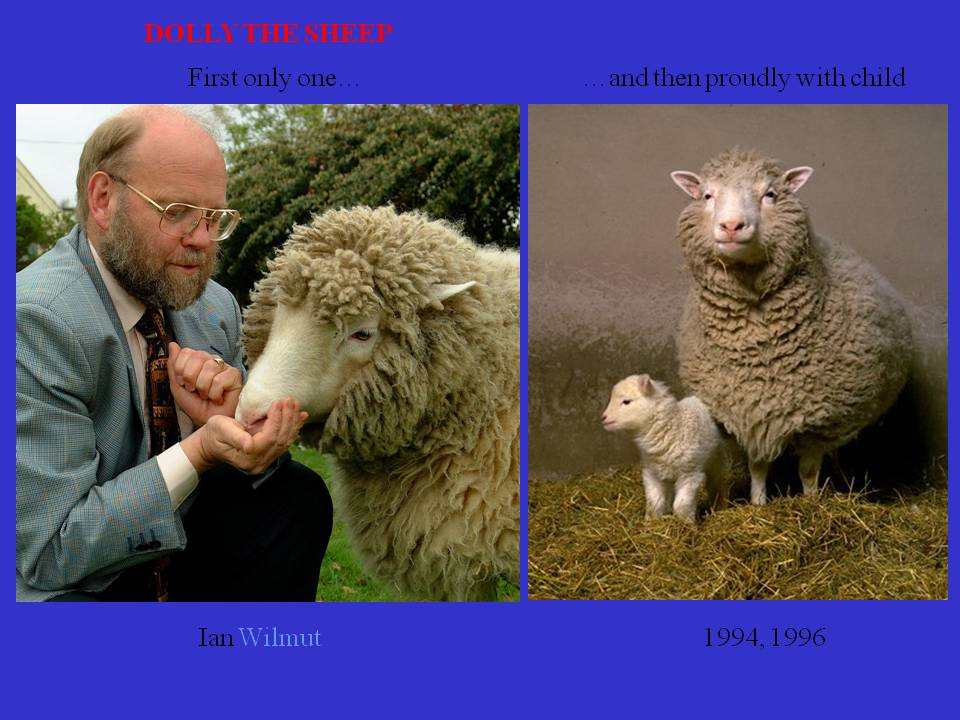 DOLLY THE SHEEP
First only one…
…and then proudly with child
Ian Wilmut
1994, 1996